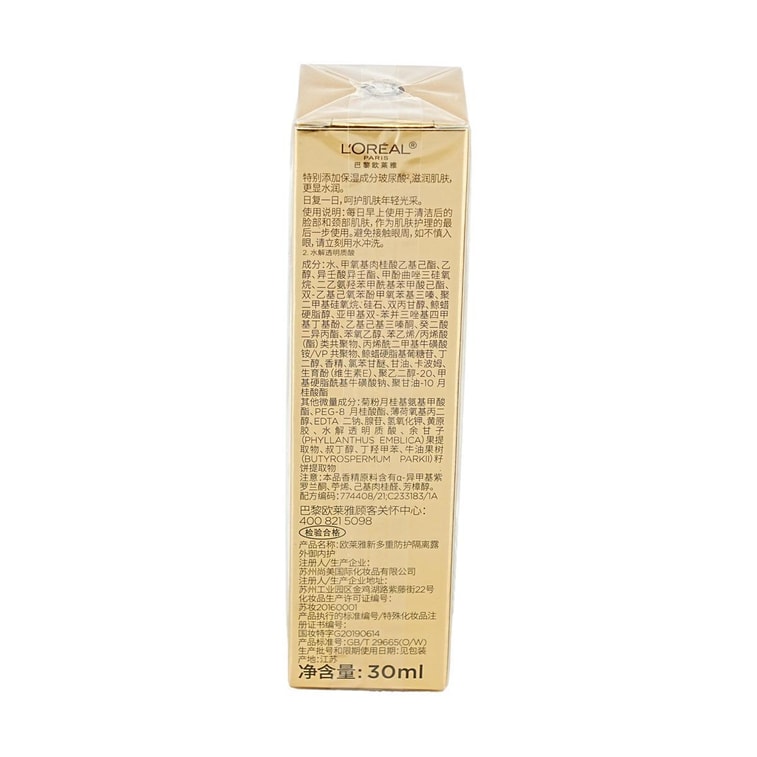 L'ORÉAL®
PARIS
巴黎欧莱雅
特别添加保湿成分玻尿酸²,滋润肌肤,
更显水润。
日复一日,呵护肌肤年轻光采。
使用说明:每日早上使用于清洁后的
脸部和颈部肌肤,作为肌肤护理的最
后一步使用。避免接触眼周,如不慎入
眼,请立刻用水冲洗。
2. 水解透明质酸
成分:水、甲氧基肉桂酸乙基己酯、乙
醇、异壬酸异壬酯、甲酚曲唑三硅氧
烷、二乙氨羟苯甲酰基苯甲酸己酯、
双-乙基己氧苯酚甲氧苯基三嗪、聚
二甲基硅氧烷、硅石、双丙甘醇、鲸蜡
硬脂醇、亚甲基双-苯并三唑基四甲
基丁基酚、乙基己基三嗪酮、癸二酸
二异丙酯、苯氧乙醇、苯乙烯/丙烯酸
(酯)类共聚物、丙烯酰二甲基牛磺酸
铵/VP 共聚物、鲸蜡硬脂基葡糖苷、丁
二醇、香精、氯苯甘醚、甘油、卡波姆、
生育酚(维生素E)、聚乙二醇-20、甲
基硬脂酰基牛磺酸钠、聚甘油-10 月
桂酸酯
其他微量成分:菊粉月桂基氨基甲酸
酯、PEG-8 月桂酸酯、薄荷氧基丙二
醇、EDTA 二钠、腺苷、氢氧化钾、黄原
胶、水解透明质酸、余甘子
(PHYLLANTHUS EMBLICA)果提
取物、叔丁醇、丁羟甲苯、牛油果树
(BUTYROSPERMUM PARKII)籽
饼提取物
注意:本品香精原料含有α-异甲基紫
罗兰酮、苧烯、己基肉桂醛、芳樟醇。
配方编码:774408/21;C233183/1A
巴黎欧莱雅顾客关怀中心:
400 821 5098
检验合格
产品名称:欧莱雅新多重防护隔离露
外御内护
注册人/生产企业:
苏州尚美国际化妆品有限公司
注册人/生产企业地址:
苏州工业园区金鸡湖路紫藤街22号
化妆品生产许可证编号:
苏妆20160001
产品执行的标准编号/特殊化妆品注
册证书编号:
国妆特字G20190614
产品标准号:GB/T 29665(O/W)
生产批号和限期使用日期:见包装
产地:江苏
净含量:30ml